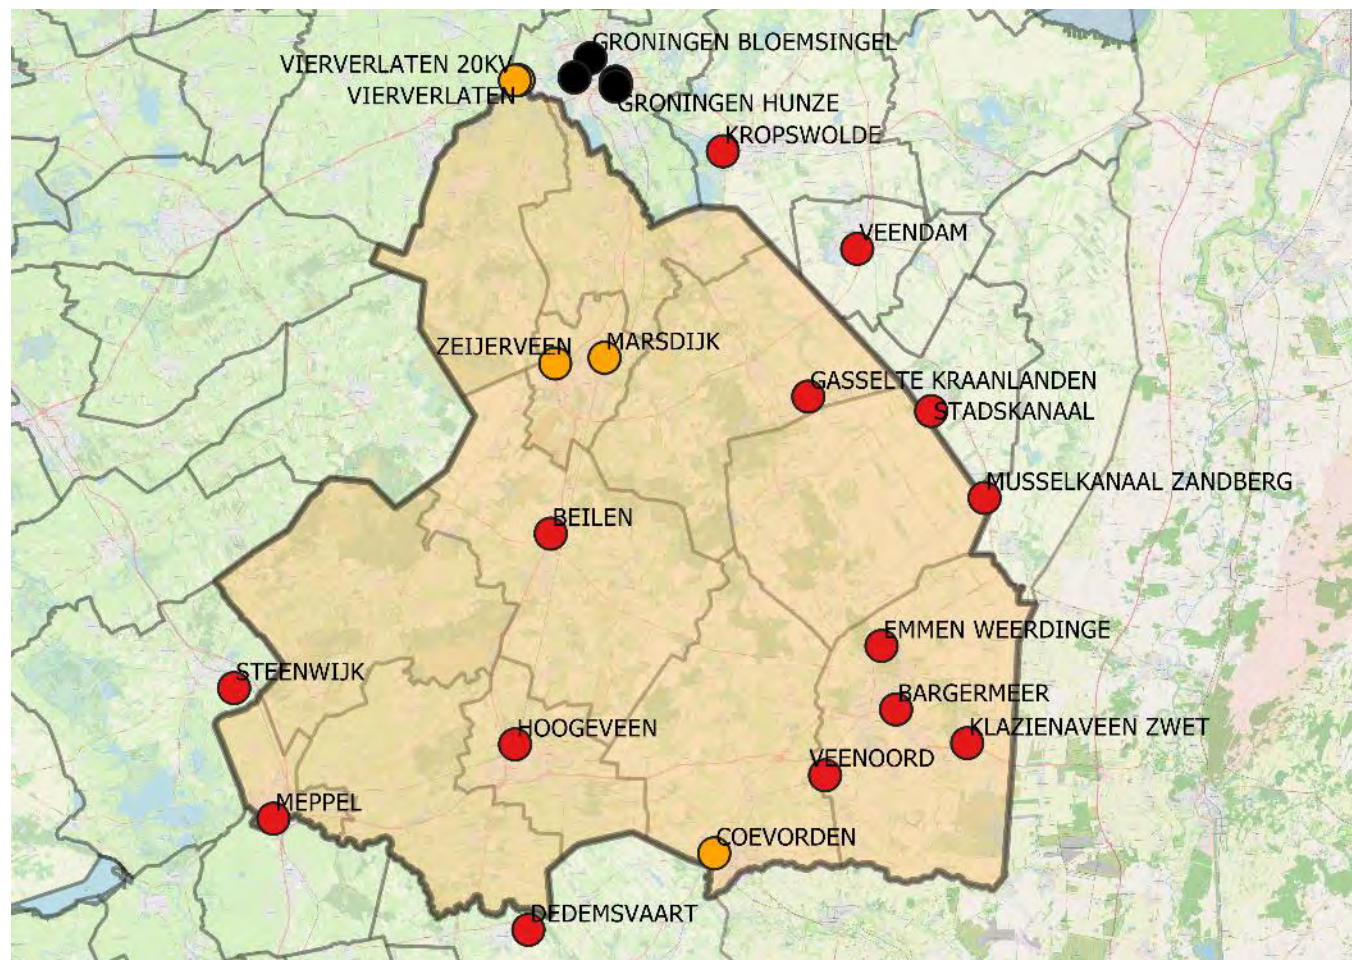 GRONINGEN BLOEMSINGEL
VIERVERLATEN 20KV
VIERVERLATEN
GRONINGEN HUNZE
KROPSWOLDE
VEENDAM
ZEIJERVEEN
MARSDIJK
GASSELTE KRAANLANDEN
STADSKANAAL
MUSSELKANAAL ZANDBERG
BEILEN
EMMEN WEERDINGE
STEENWIJK
BARGERMEER
HOOGEVEEN
KLAZIENAVEEN ZWET
VEENOORD
MEPPEL
COEVORDEN
DEDEMSVAART